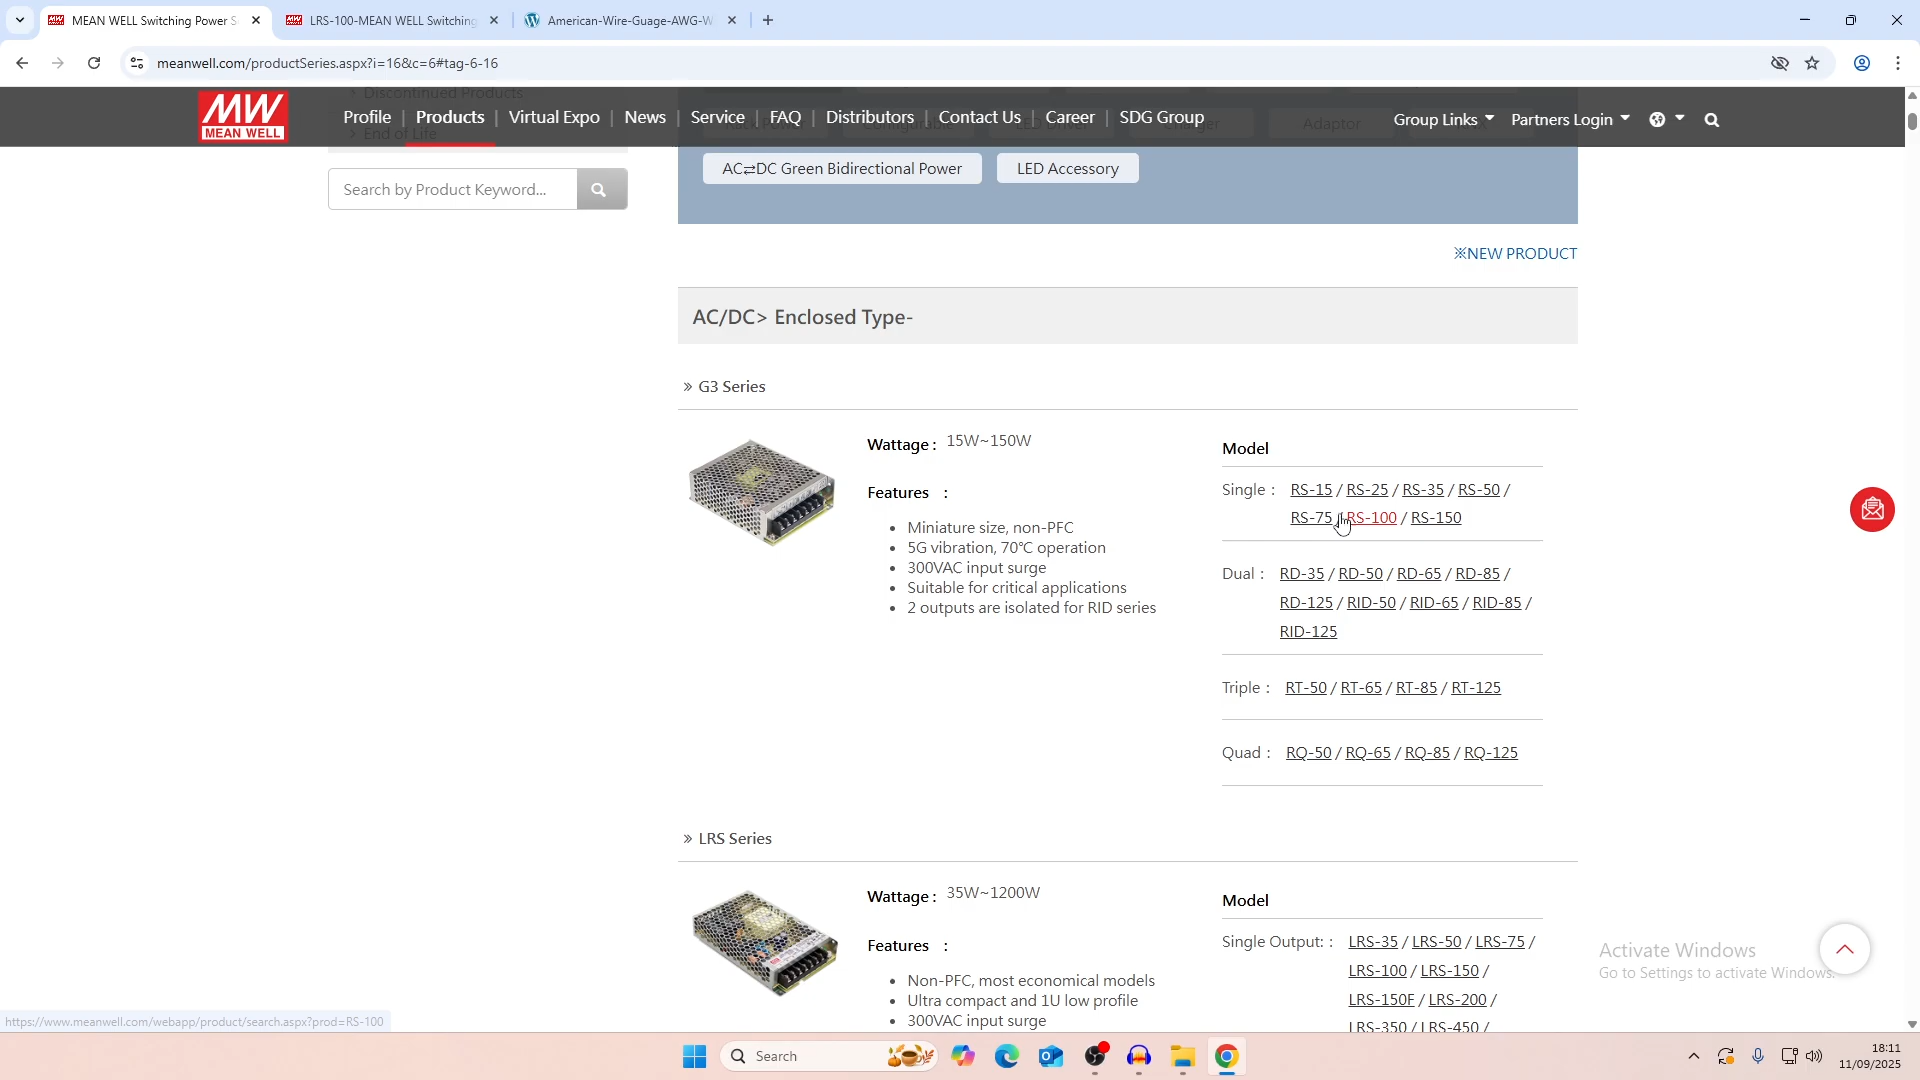 MEAN WELL Switching Power S
LRS-100-MEAN WELL Switching
American-Wire-Guage-AWG-W
meanwell.com/productSeries.aspx?i=16&c=6#tag-6-16
Discontinued Products
MW
MEAN WELL
Profile
Products
Virtual Expo
News
Service
FAQ
Distributors
Contact Us
Career
SDG Group
Group Links
Partners Login
> End of Life
Adaptor
Search by Product Keyword...
AC⇄DC Green Bidirectional Power
LED Accessory
※NEW PRODUCT
AC/DC> Enclosed Type-
» G3 Series
Wattage : 15W~150W
Features :
• Miniature size, non-PFC
• 5G vibration, 70℃ operation
• 300VAC input surge
• Suitable for critical applications
• 2 outputs are isolated for RID series
Model
Single : RS-15 / RS-25 / RS-35 / RS-50 /
RS-75 / RS-100 / RS-150
Dual : RD-35 / RD-50 / RD-65 / RD-85 /
RD-125 / RID-50 / RID-65 / RID-85 /
RID-125
Triple : RT-50 / RT-65 / RT-85 / RT-125
Quad : RQ-50 / RQ-65 / RQ-85 / RQ-125
» LRS Series
Wattage : 35W~1200W
Features :
• Non-PFC, most economical models
• Ultra compact and 1U low profile
• 300VAC input surge
Model
Single Output: : LRS-35 / LRS-50 / LRS-75 /
LRS-100 / LRS-150 /
LRS-150F / LRS-200 /
LRS-350 / LRS-450 /
Activate Windows
Go to Settings to activate Windows.
https://www.meanwell.com/webapp/product/search.aspx?prod=RS-100
Search
18:11
11/09/2025